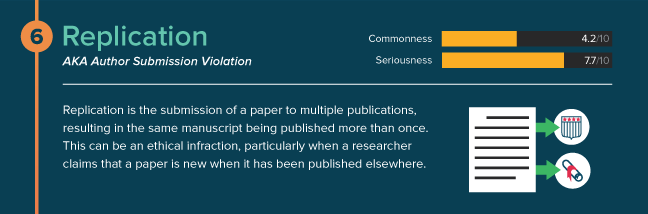 6 Replication
AKA Author Submission Violation
Commonness 4.2/10
Seriousness 7.7/10
Replication is the submission of a paper to multiple publications,
resulting in the same manuscript being published more than once.
This can be an ethical infraction, particularly when a researcher
claims that a paper is new when it has been published elsewhere.